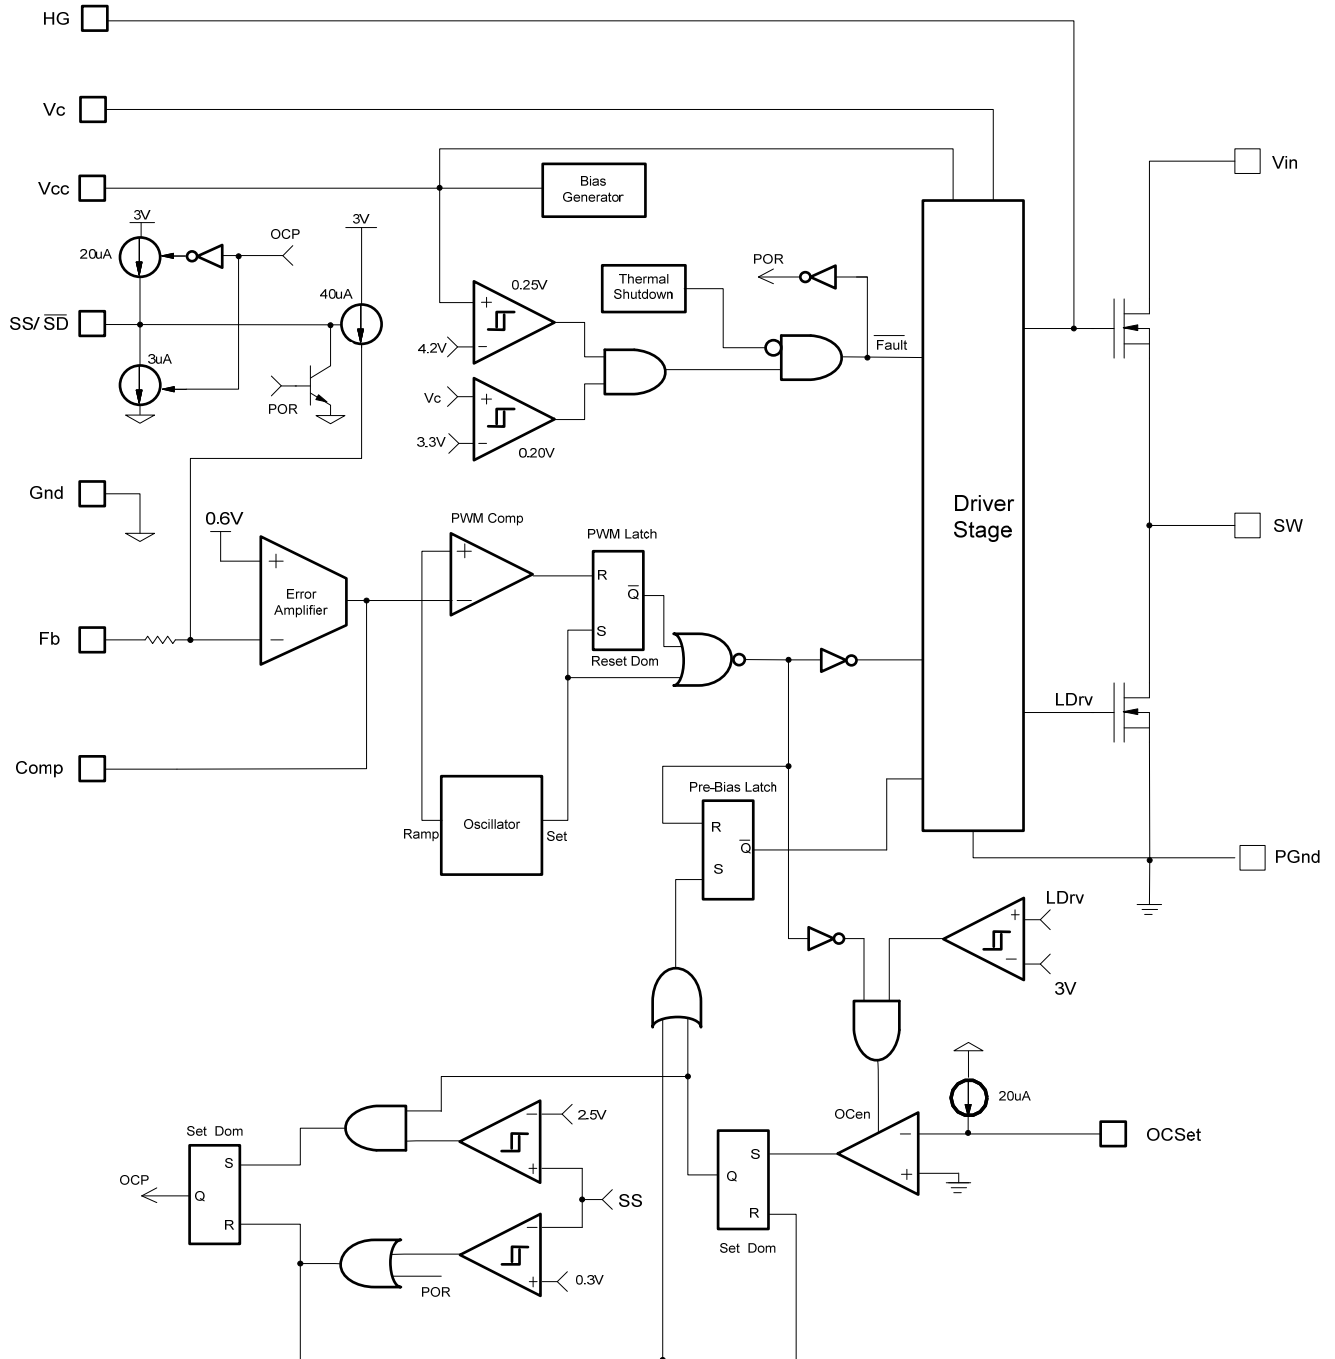 HG
Vc
Vcc
Bias
Generator
Vin
3V
OCP
3V
20uA
40uA
SS/ S̅D̅
3uA
POR
0.25V
4.2V
Vc
3.3V
0.20V
Thermal
Shutdown
POR
F̅a̅u̅l̅t̅
Driver
Stage
SW
Gnd
0.6V
Error
Amplifier
Fb
Comp
PWM Comp
PWM Latch
R
Q̅
S
Reset Dom
Ramp
Oscillator
Set
LDrv
Pre-Bias Latch
R
Q̅
S
PGnd
LDrv
3V
20uA
OCen
OCSet
Set Dom
S
Q
R
OCP
2.5V
SS
0.3V
POR
S
Q
R
Set Dom